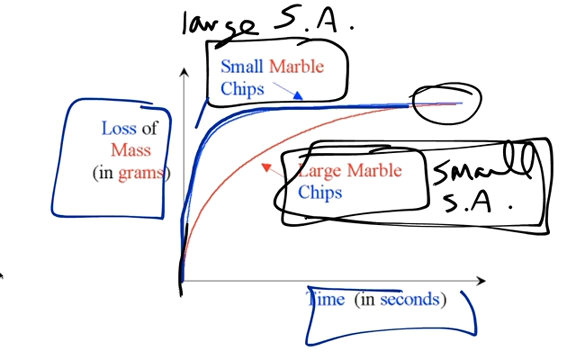 large S.A.
Small Marble
Chips
Loss of
Mass
(in grams)
Large Marble
Chips
Small
S.A.
Time (in seconds)